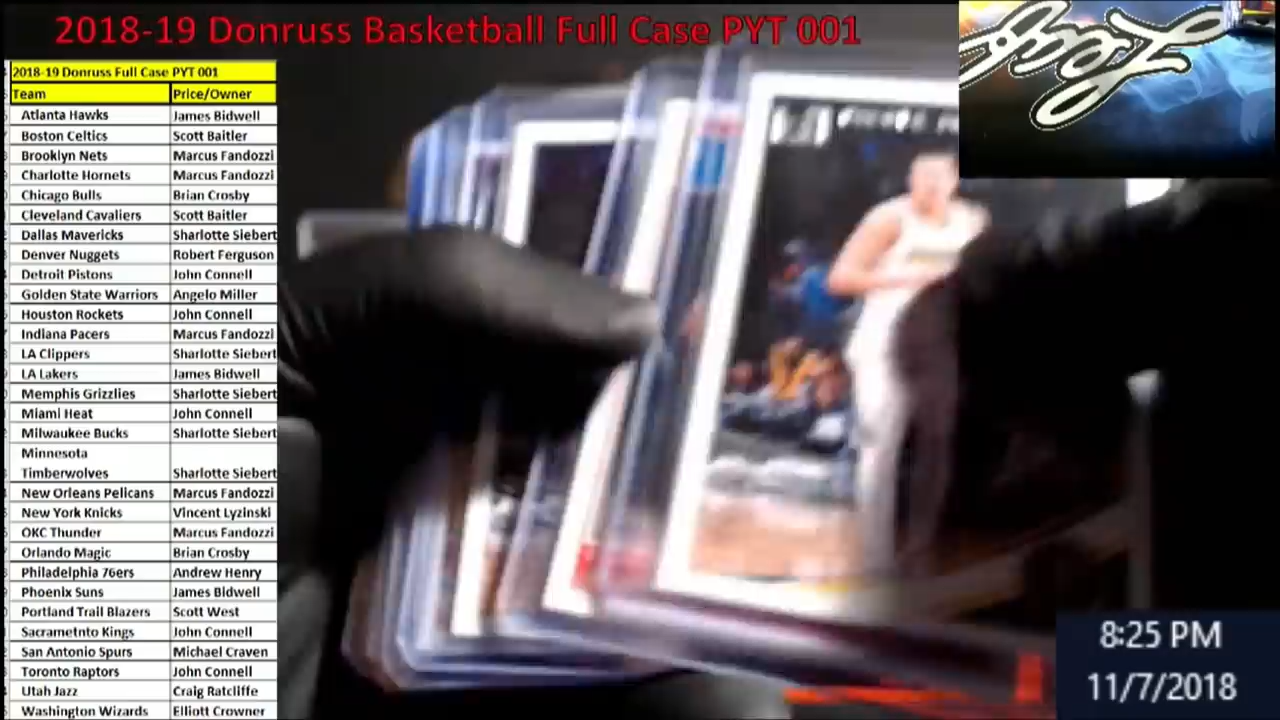 2018-19 Donruss Basketball Full Case PYT 001
2018-19 Donruss Full Case PYT 001
Team Price/Owner
Atlanta Hawks James Bidwell
Boston Celtics Scott Baitler
Brooklyn Nets Marcus Fandozzi
Charlotte Hornets Marcus Fandozzi
Chicago Bulls Brian Crosby
Cleveland Cavaliers Scott Baitler
Dallas Mavericks Sharlotte Siebert
Denver Nuggets Robert Ferguson
Detroit Pistons John Connell
Golden State Warriors Angelo Miller
Houston Rockets John Connell
Indiana Pacers Marcus Fandozzi
LA Clippers Sharlotte Siebert
LA Lakers James Bidwell
Memphis Grizzlies Sharlotte Siebert
Miami Heat John Connell
Milwaukee Bucks Sharlotte Siebert
Minnesota
Timberwolves Sharlotte Siebert
New Orleans Pelicans Marcus Fandozzi
New York Knicks Vincent Lyzinski
OKC Thunder Marcus Fandozzi
Orlando Magic Brian Crosby
Philadelphia 76ers Andrew Henry
Phoenix Suns James Bidwell
Portland Trail Blazers Scott West
Sacrametnto Kings John Connell
San Antonio Spurs Michael Craven
Toronto Raptors John Connell
Utah Jazz Craig Ratcliffe
Washington Wizards Elliott Crowner
8:25 PM
11/7/2018